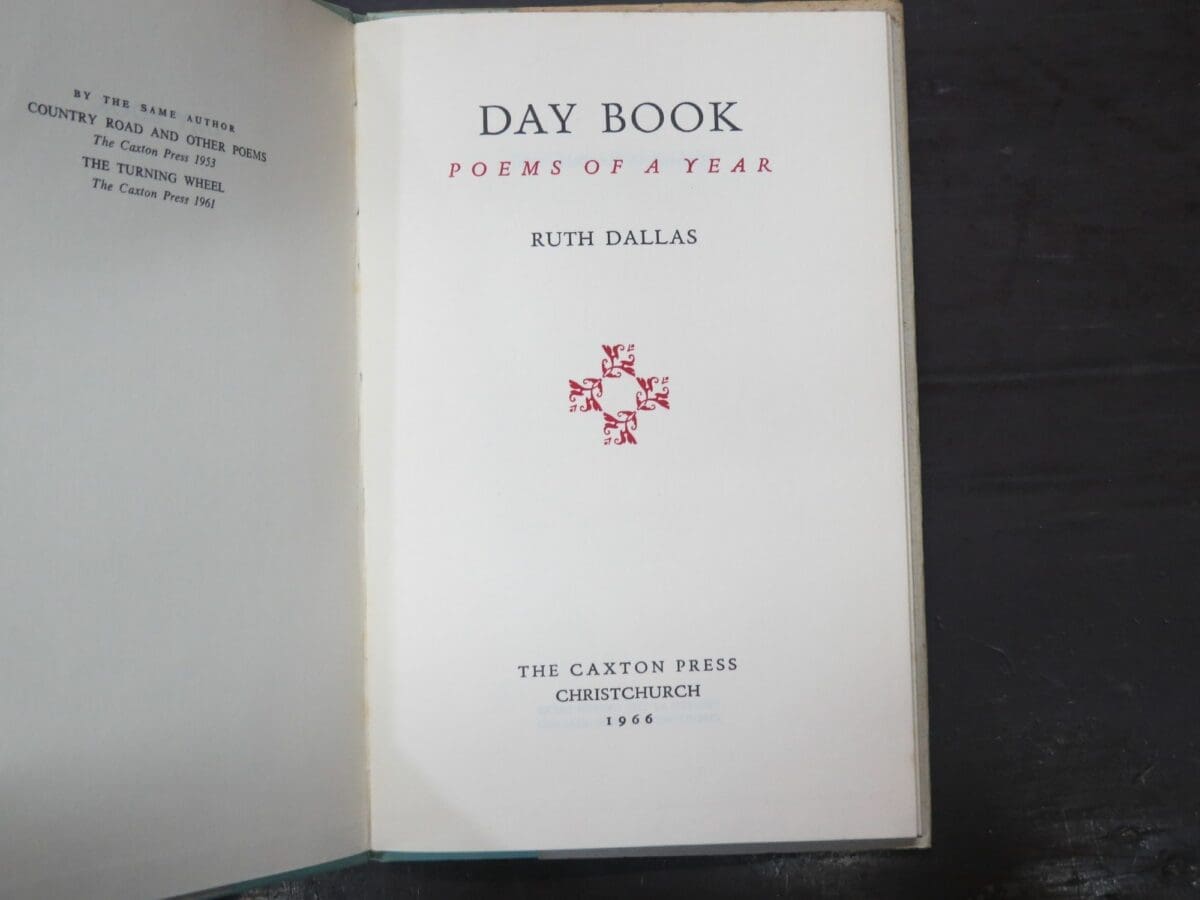 BY THE SAME AUTHOR
COUNTRY ROAD AND OTHER POEMS
The Caxton Press 1953
THE TURNING WHEEL
The Caxton Press 1961
DAY BOOK
POEMS OF A YEAR
RUTH DALLAS
THE CAXTON PRESS
CHRISTCHURCH
1966